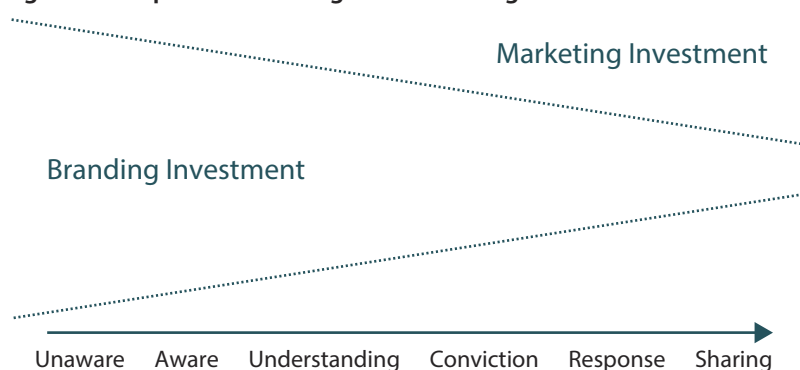 Marketing Investment
Branding Investment
Unaware Aware Understanding Conviction Response Sharing